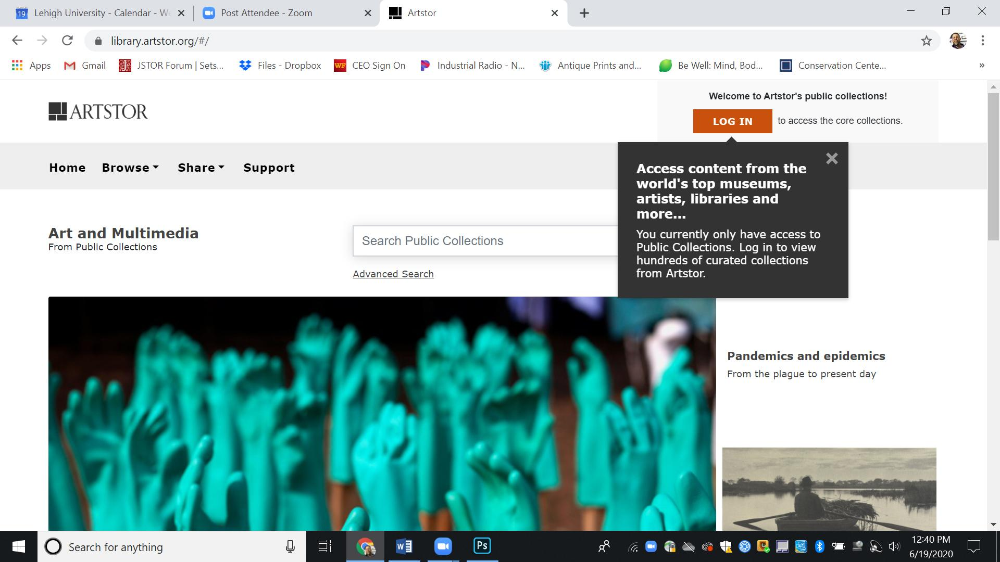 Lehigh University - Calendar - We
Post Attendee - Zoom
Artstor
library.artstor.org/#/
Apps
Gmail
JSTOR Forum | Sets...
Files - Dropbox
WF
CEO Sign On
Industrial Radio - N...
Antique Prints and...
Be Well: Mind, Bod...
Conservation Cente...
»
Welcome to Artstor's public collections!
ARTSTOR
LOG IN to access the core collections.
Home
Browse
Share
Support
Access content from the
world's top museums,
artists, libraries and
more...
You currently only have access to
Public Collections. Log in to view
hundreds of curated collections
from Artstor.
Art and Multimedia
From Public Collections
Search Public Collections
Advanced Search
Pandemics and epidemics
From the plague to present day
Search for anything
Ps
12:40 PM
6/19/2020